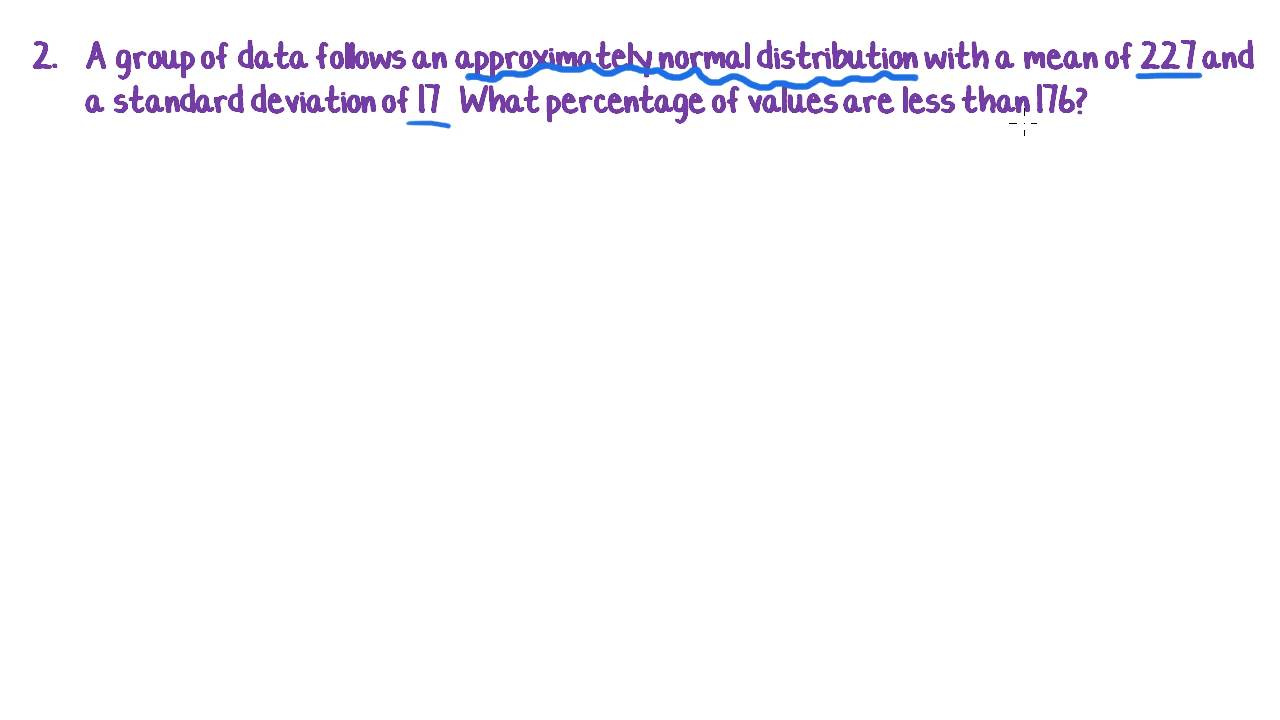 2. A group of data follows an approximately normal distribution with a mean of 227 and
a standard deviation of 17 What percentage of values are less than 176?